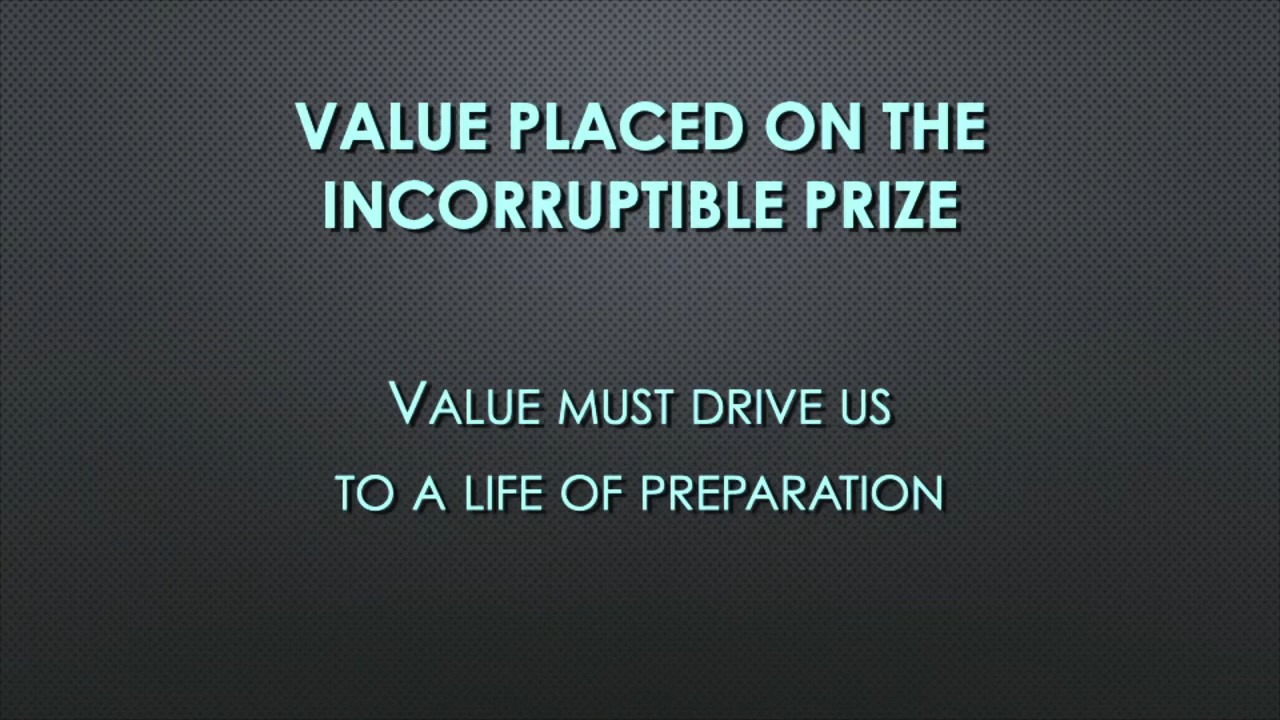 VALUE PLACED ON THE
INCORRUPTIBLE PRIZE
VALUE MUST DRIVE US
TO A LIFE OF PREPARATION